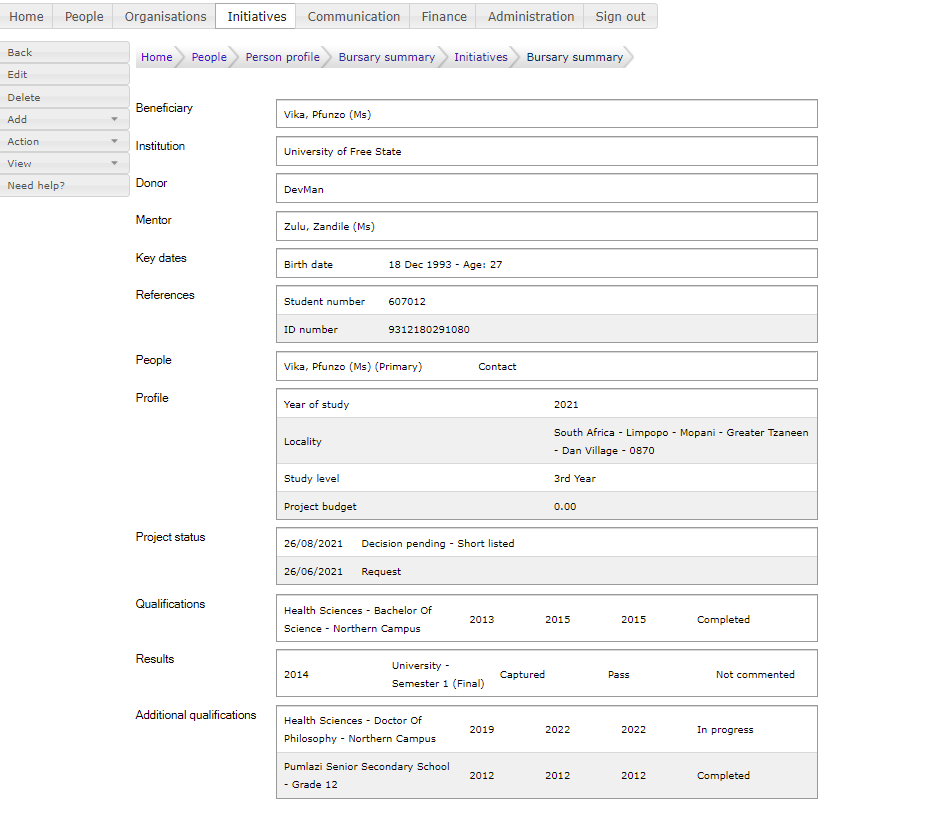 Home People Organisations Initiatives Communication Finance Administration Sign out
Back
Edit
Delete
Add
Action
View
Need help?
Home People Person profile Bursary summary Initiatives Bursary summary
Beneficiary
Vika, Pfunzo (Ms)
Institution
University of Free State
Donor
DevMan
Mentor
Zulu, Zandile (Ms)
Key dates
Birth date 18 Dec 1993 - Age: 27
References
Student number 607012
ID number 9312180291080
People
Vika, Pfunzo (Ms) (Primary) Contact
Profile
Year of study 2021
Locality South Africa - Limpopo - Mopani - Greater Tzaneen
- Dan Village - 0870
Study level 3rd Year
Project budget 0.00
Project status
26/08/2021 Decision pending - Short listed
26/06/2021 Request
Qualifications
Health Sciences - Bachelor Of
Science - Northern Campus 2013 2015 2015 Completed
Results
2014 University -
Semester 1 (Final) Captured Pass Not commented
Additional qualifications
Health Sciences - Doctor Of
Philosophy - Northern Campus 2019 2022 2022 In progress
Pumlazi Senior Secondary School
- Grade 12 2012 2012 2012 Completed